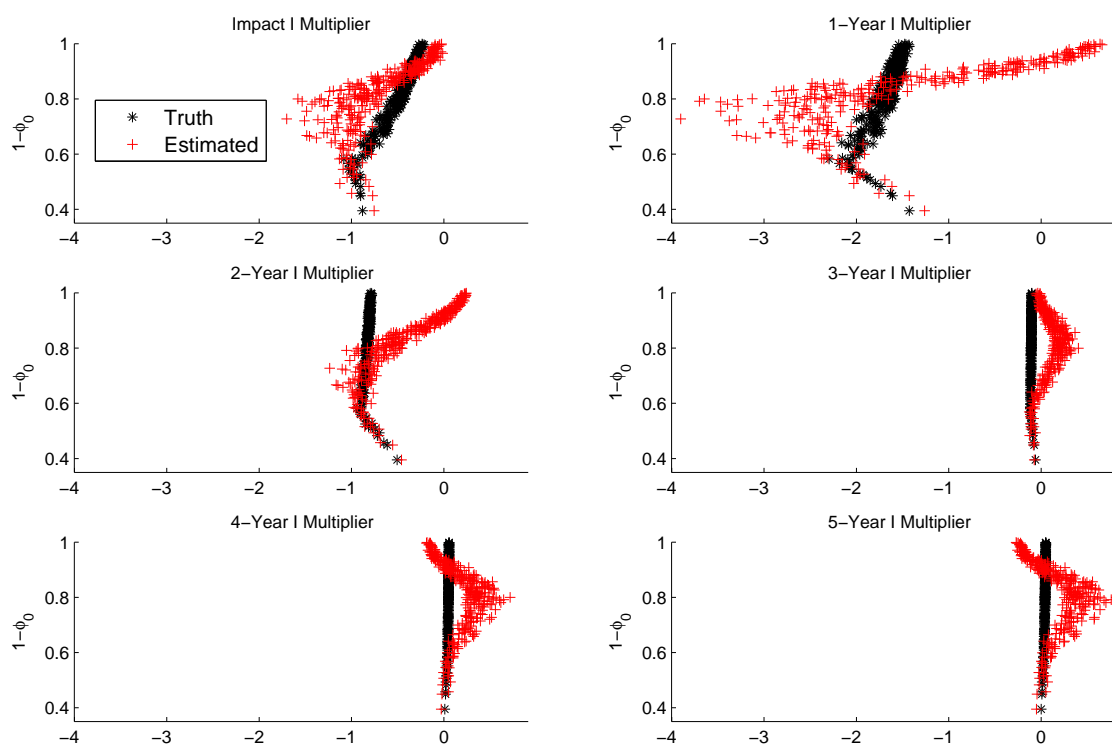 Impact I Multiplier
1
0.8
0.6
0.4
1−ϕ0
−4 −3 −2 −1 0
Truth
Estimated
1−Year I Multiplier
1
0.8
0.6
0.4
1−ϕ0
−4 −3 −2 −1 0
2−Year I Multiplier
1
0.8
0.6
0.4
1−ϕ0
−4 −3 −2 −1 0
3−Year I Multiplier
1
0.8
0.6
0.4
1−ϕ0
−4 −3 −2 −1 0
4−Year I Multiplier
1
0.8
0.6
0.4
1−ϕ0
−4 −3 −2 −1 0
5−Year I Multiplier
1
0.8
0.6
0.4
1−ϕ0
−4 −3 −2 −1 0